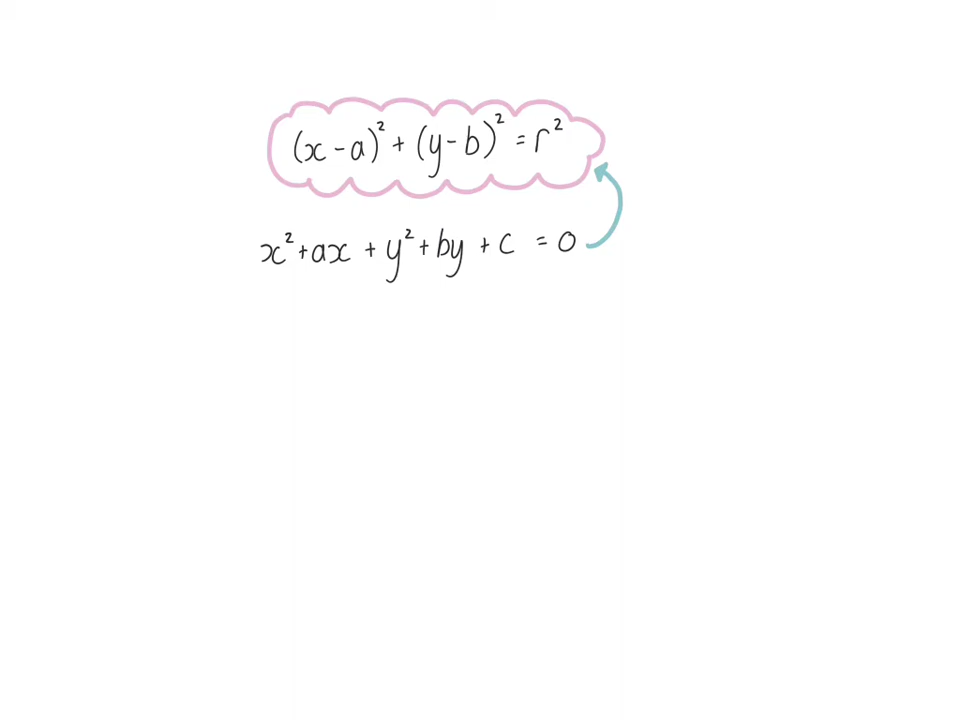 (x - a)² + (y - b)² = r²
x² + ax + y² + by + c = 0